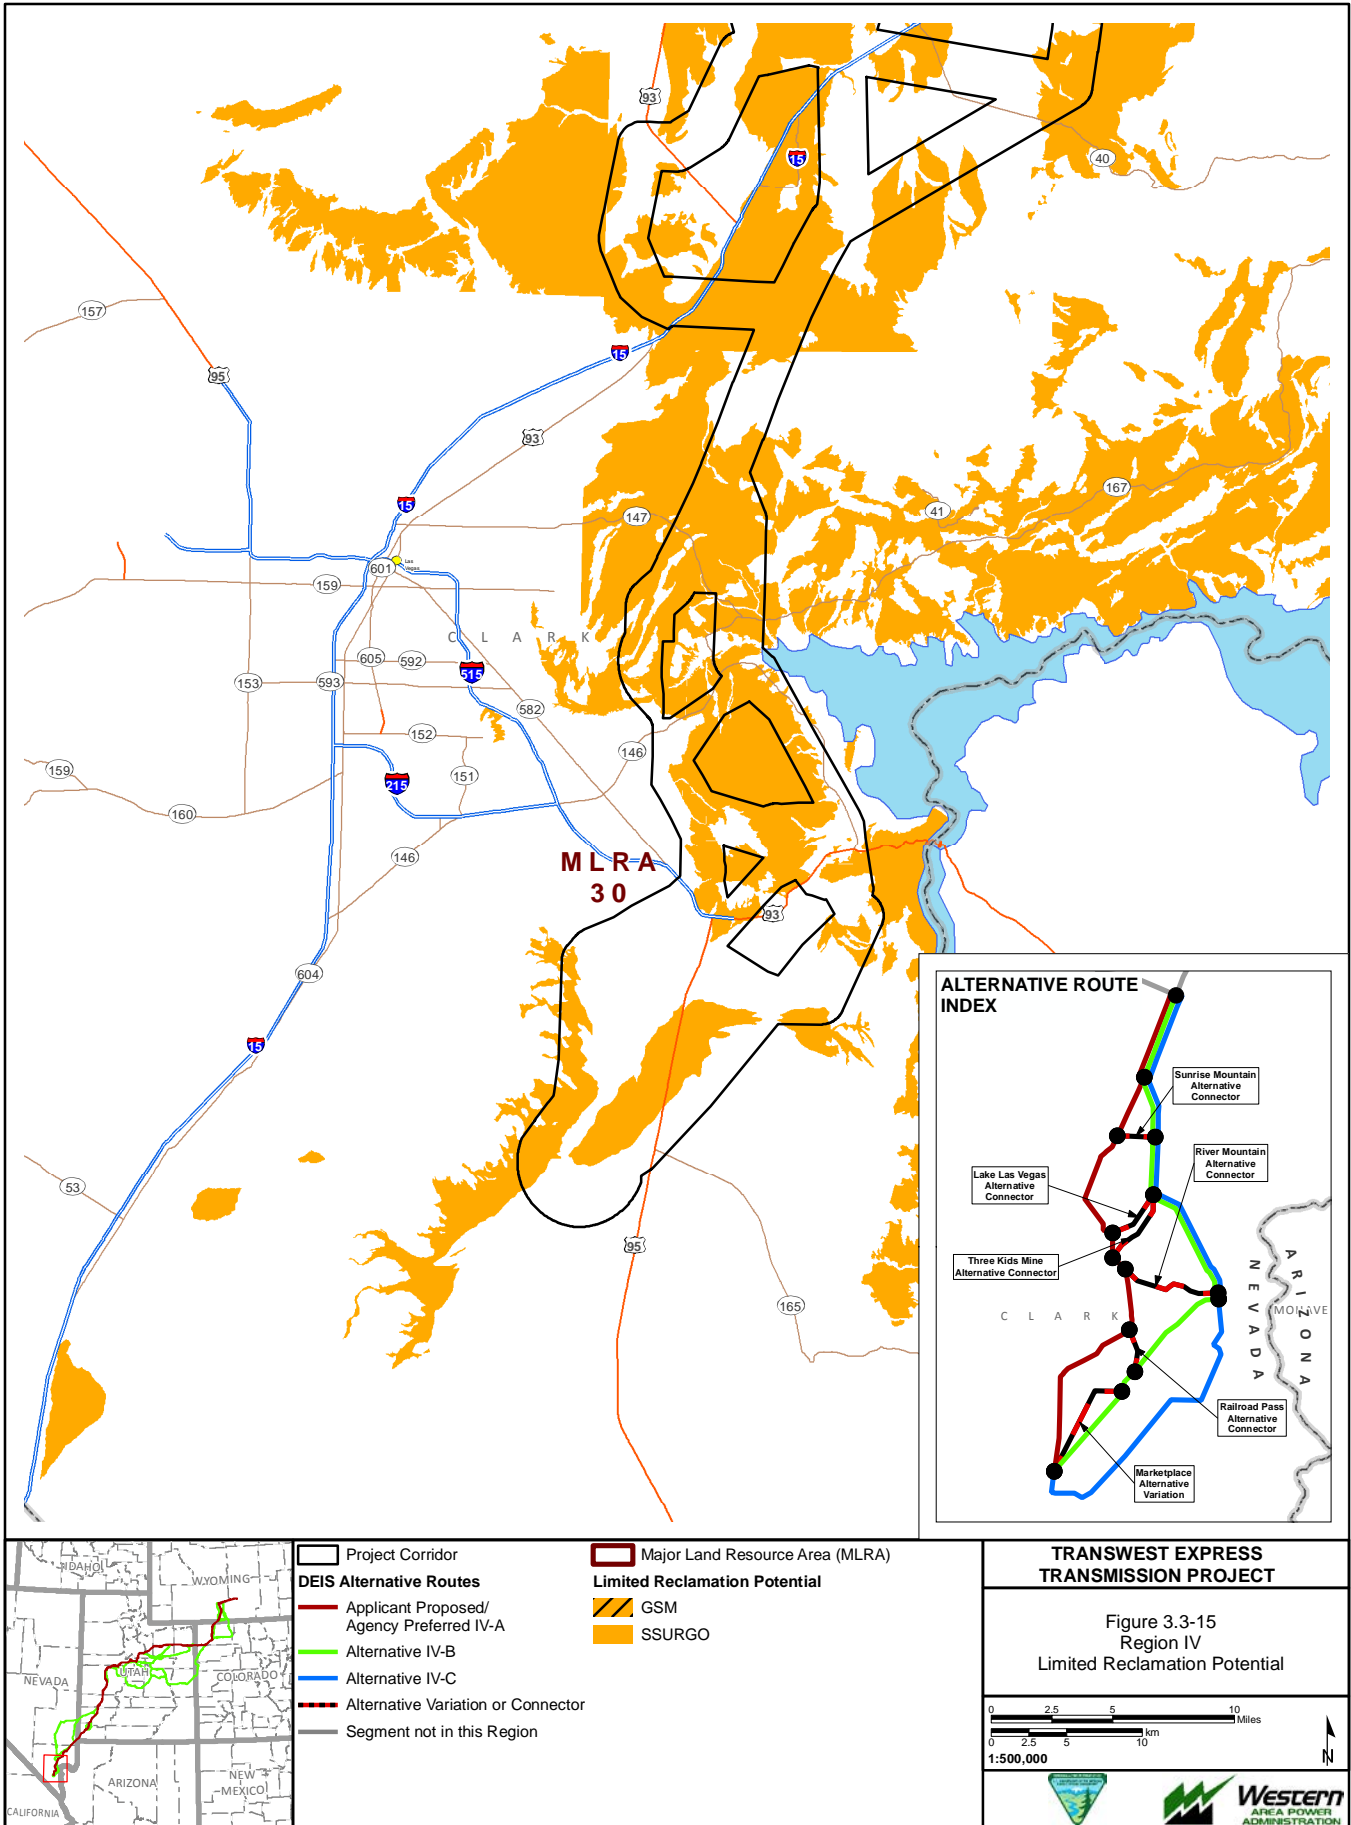 93
15
40
157
15
95
93
15
147
41
167
601
Las
Vegas
159
C L A R K
605
592
515
153
593
582
152
146
159
151
215
160
146
MLRA
30
93
604
15
53
95
165
ALTERNATIVE ROUTE
INDEX
Sunrise Mountain
Alternative
Connector
River Mountain
Alternative
Connector
Lake Las Vegas
Alternative
Connector
Three Kids Mine
Alternative Connector
C L A R K
NEVADA
ARIZONA
MOHAVE
Railroad Pass
Alternative
Connector
Marketplace
Alternative
Variation
IDAHO
WYOMING
NEVADA
UTAH
COLORADO
ARIZONA
NEW
MEXICO
CALIFORNIA
Project Corridor
DEIS Alternative Routes
Applicant Proposed/
Agency Preferred IV-A
Alternative IV-B
Alternative IV-C
Alternative Variation or Connector
Segment not in this Region
Major Land Resource Area (MLRA)
Limited Reclamation Potential
GSM
SSURGO
TRANSWEST EXPRESS
TRANSMISSION PROJECT
Figure 3.3-15
Region IV
Limited Reclamation Potential
0 2.5 5 10
Miles
km
0 2.5 5 10
1:500,000
N
Western
AREA POWER
ADMINISTRATION